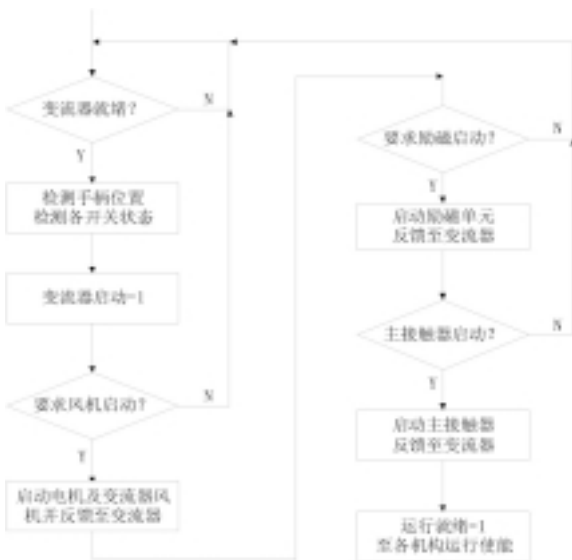 变流器就绪?
N
Y
检测手柄位置
检测各开关状态
变流器启动=1
要求风机启动?
N
Y
启动电机及变流器风
机并反馈至变流器
要求励磁启动?
N
Y
启动励磁单元
反馈至变流器
主接触器启动?
N
Y
启动主接触器
反馈至变流器
运行就绪=1
至各机构运行使能